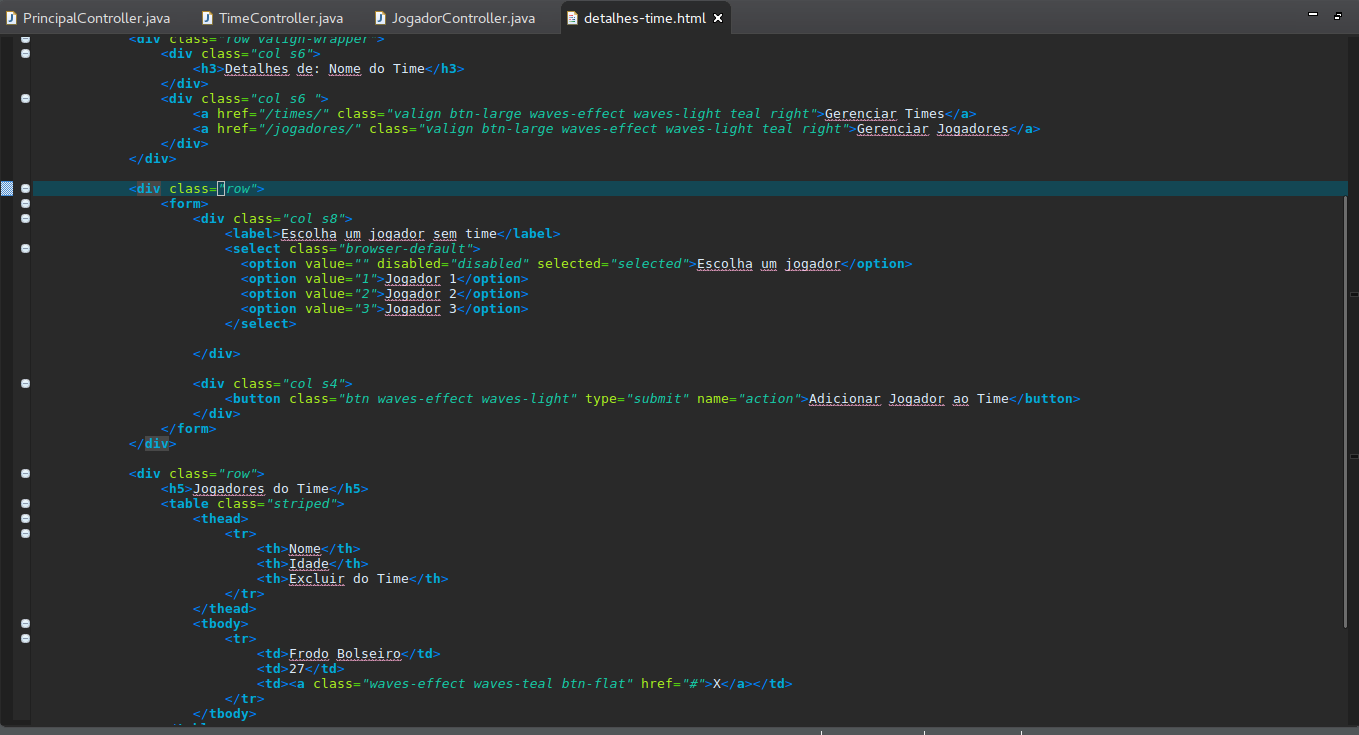 PrincipalController.java TimeController.java JogadorController.java detalhes-time.html
<div class="row valign-wrapper">
<div class="col s6">
<h3>Detalhes de: Nome do Time</h3>
</div>
<div class="col s6 ">
<a href="/times/" class="valign btn-large waves-effect waves-light teal right">Gerenciar Times</a>
<a href="/jogadores/" class="valign btn-large waves-effect waves-light teal right">Gerenciar Jogadores</a>
</div>
</div>
<div class="row">
<form>
<div class="col s8">
<label>Escolha um jogador sem time</label>
<select class="browser-default">
<option value="" disabled="disabled" selected="selected">Escolha um jogador</option>
<option value="1">Jogador 1</option>
<option value="2">Jogador 2</option>
<option value="3">Jogador 3</option>
</select>
</div>
<div class="col s4">
<button class="btn waves-effect waves-light" type="submit" name="action">Adicionar Jogador ao Time</button>
</div>
</form>
</div>
<div class="row">
<h5>Jogadores do Time</h5>
<table class="striped">
<thead>
<tr>
<th>Nome</th>
<th>Idade</th>
<th>Excluir do Time</th>
</tr>
</thead>
<tbody>
<tr>
<td>Frodo Bolseiro</td>
<td>27</td>
<td><a class="waves-effect waves-teal btn-flat" href="#">X</a></td>
</tr>
</tbody>